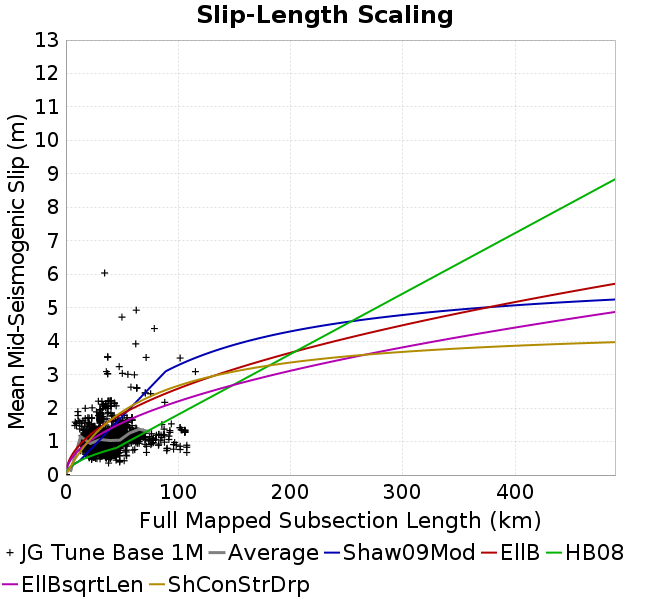 Slip-Length Scaling
13
12
11
10
9
8
7
6
5
4
3
2
1
0
Mean Mid-Seismogenic Slip (m)
0 100 200 300 400
Full Mapped Subsection Length (km)
JG Tune Base 1M Average Shaw09Mod EllB HB08
EllBsqrtLen ShConStrDrp